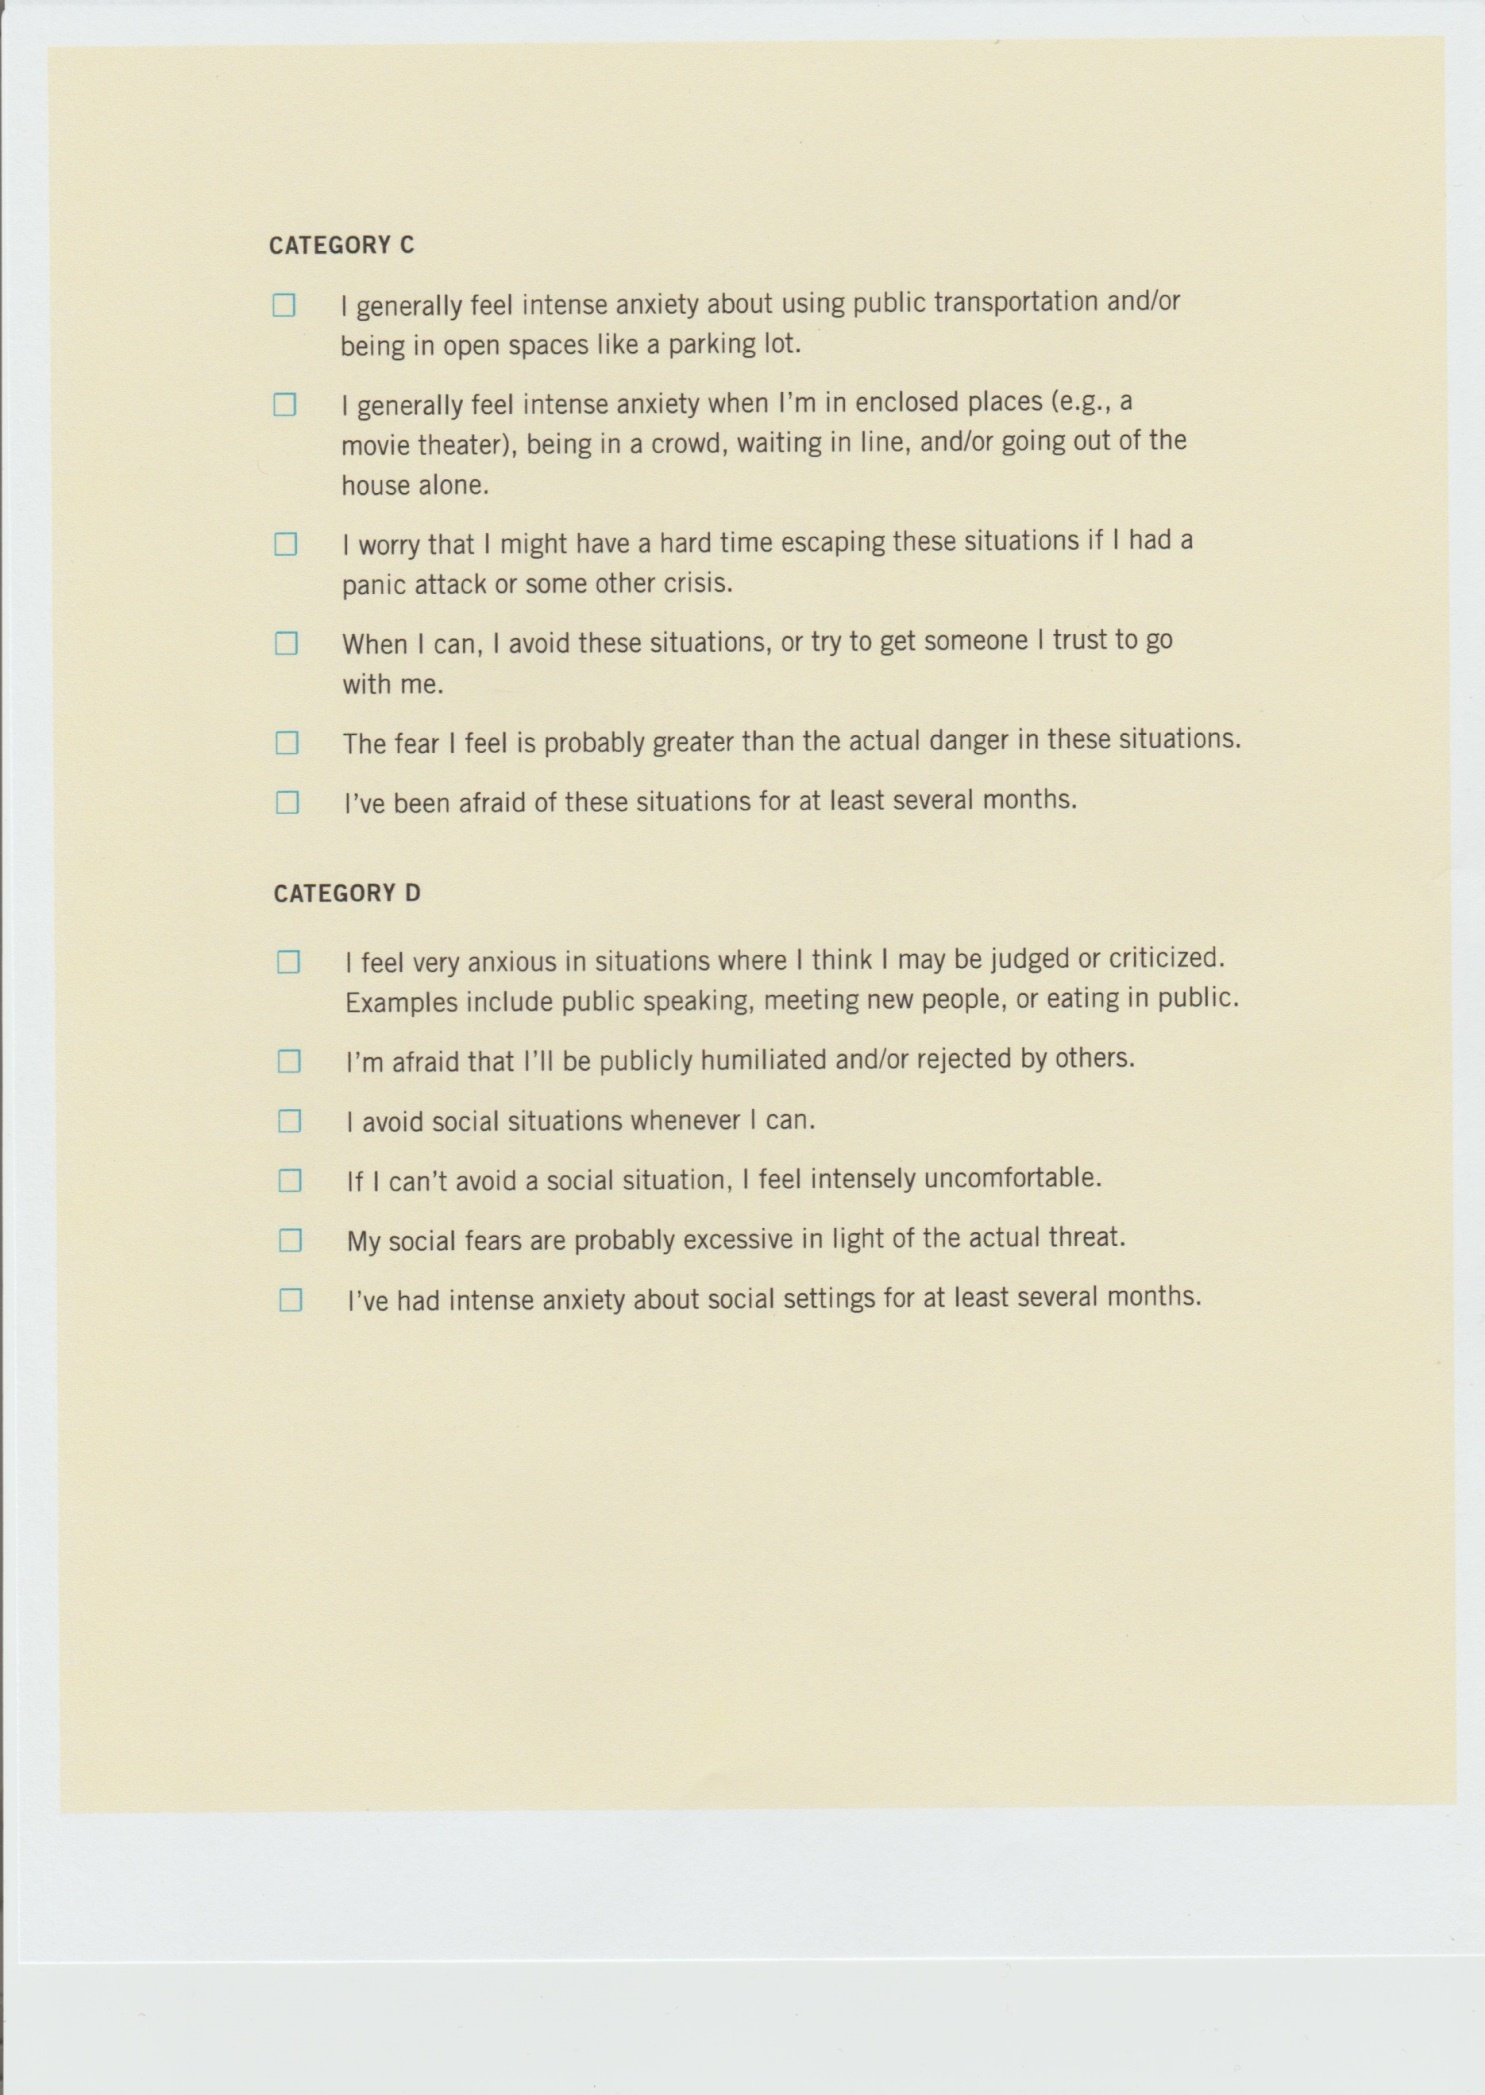 CATEGORY C
I generally feel intense anxiety about using public transportation and/or
being in open spaces like a parking lot.
I generally feel intense anxiety when I'm in enclosed places (e.g., a
movie theater), being in a crowd, waiting in line, and/or going out of the
house alone.
I worry that I might have a hard time escaping these situations if I had a
panic attack or some other crisis.
When I can, I avoid these situations, or try to get someone I trust to go
with me.
The fear I feel is probably greater than the actual danger in these situations.
I've been afraid of these situations for at least several months.
CATEGORY D
I feel very anxious in situations where I think I may be judged or criticized.
Examples include public speaking, meeting new people, or eating in public.
I'm afraid that I'll be publicly humiliated and/or rejected by others.
I avoid social situations whenever I can.
If I can't avoid a social situation, I feel intensely uncomfortable.
My social fears are probably excessive in light of the actual threat.
I've had intense anxiety about social settings for at least several months.